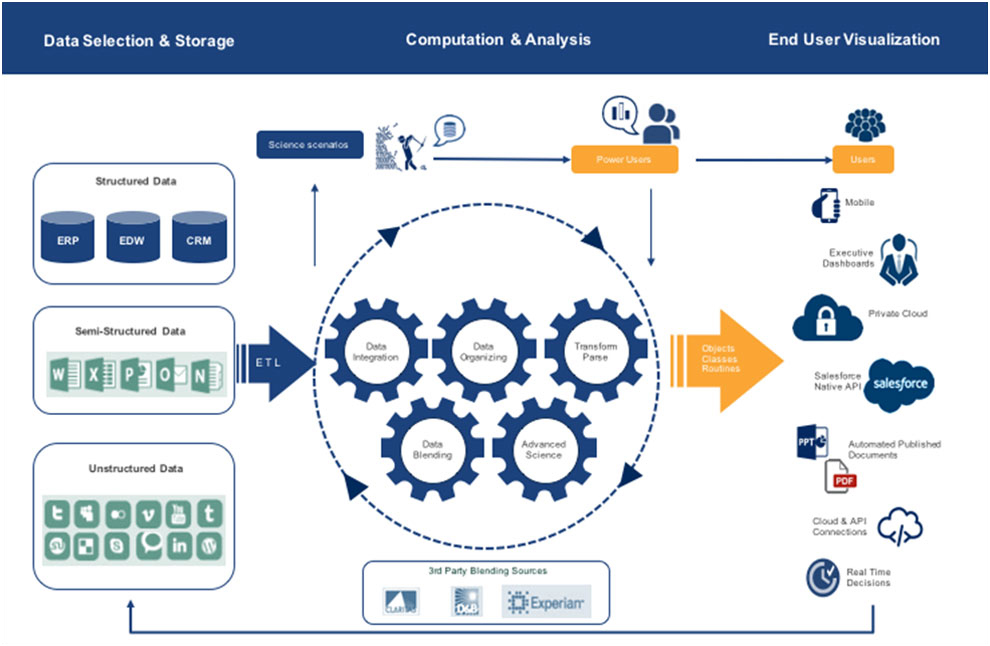 Data Selection & Storage
Computation & Analysis
End User Visualization
Science scenarios
Power Users
Users
Structured Data
ERP
EDW
CRM
Semi-Structured Data
W
X
P
O
N
Unstructured Data
You
Tube
in
W
ETL
Data
Integration
Data
Organizing
Transform
Parse
Data
Blending
Advanced
Science
3rd Party Blending Sources
CLARITAS
D&B
Experian
Objects
Classes
Routines
Mobile
Executive
Dashboards
Private Cloud
Salesforce
Native API
salesforce
PPT
Automated Published
Documents
PDF
Cloud & API
Connections
Real Time
Decisions